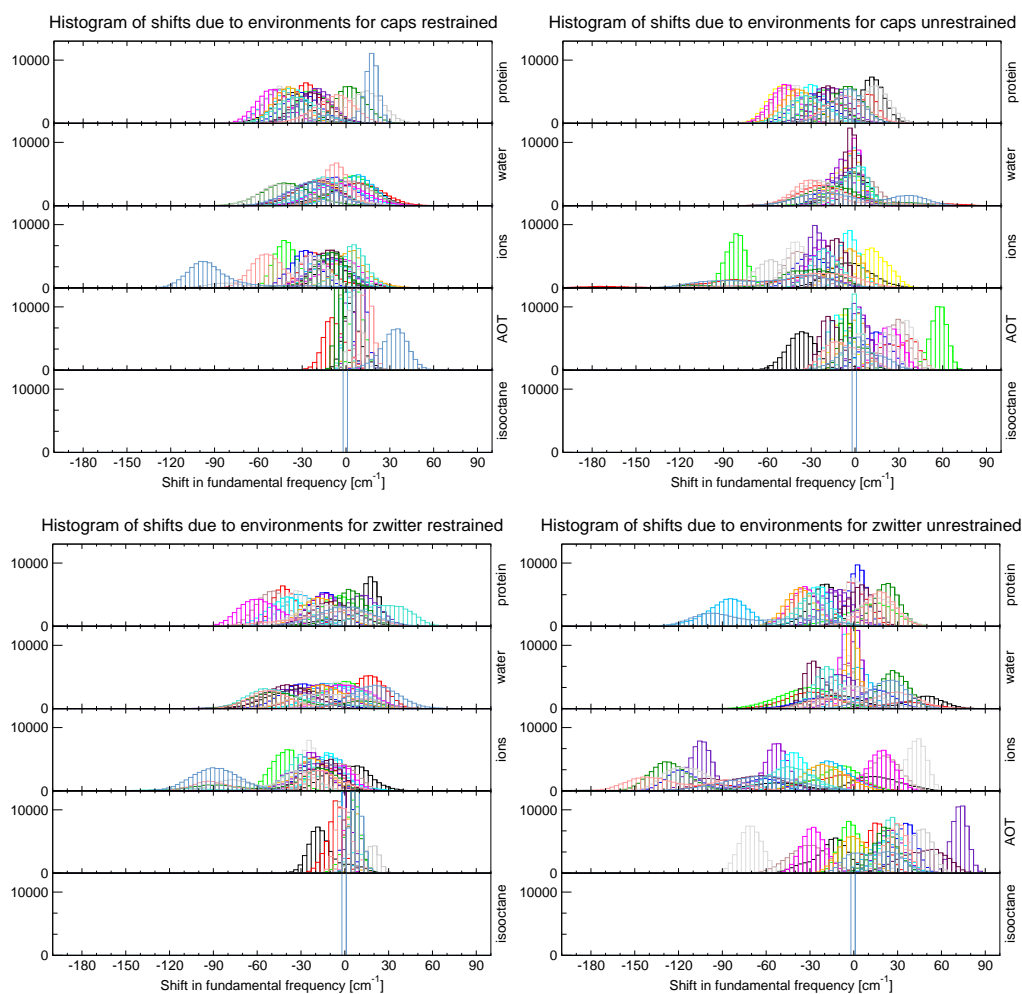 Histogram of shifts due to environments for caps restrained
10000
0
protein
10000
0
water
10000
0
ions
10000
0
AOT
10000
0
isooctane
-180 -150 -120 -90 -60 -30 0 30 60 90
Shift in fundamental frequency [cm⁻¹]
Histogram of shifts due to environments for caps unrestrained
10000
0
protein
10000
0
water
10000
0
ions
10000
0
AOT
10000
0
isooctane
-180 -150 -120 -90 -60 -30 0 30 60 90
Shift in fundamental frequency [cm⁻¹]
Histogram of shifts due to environments for zwitter restrained
10000
0
protein
10000
0
water
10000
0
ions
10000
0
AOT
10000
0
isooctane
-180 -150 -120 -90 -60 -30 0 30 60 90
Shift in fundamental frequency [cm⁻¹]
Histogram of shifts due to environments for zwitter unrestrained
10000
0
protein
10000
0
water
10000
0
ions
10000
0
AOT
10000
0
isooctane
-180 -150 -120 -90 -60 -30 0 30 60 90
Shift in fundamental frequency [cm⁻¹]